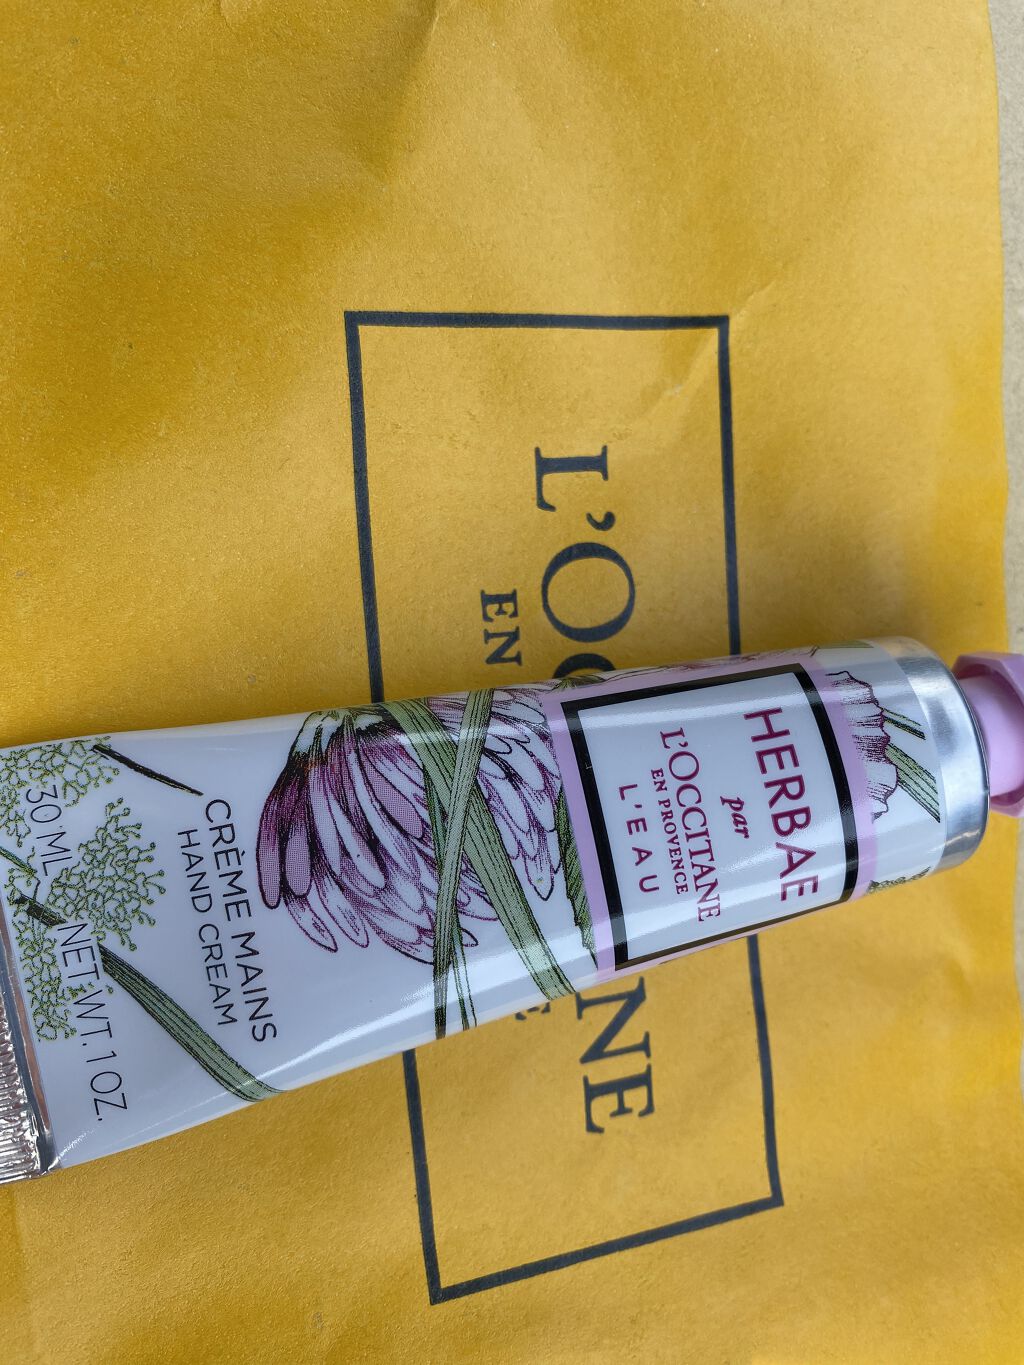 L'OC
NE
EN
E
HERBAE
par
L'OCCITANE
EN PROVENCE
L'EAU
CRÈME MAINS
HAND CREAM
30 ML NET WT. 1 OZ.